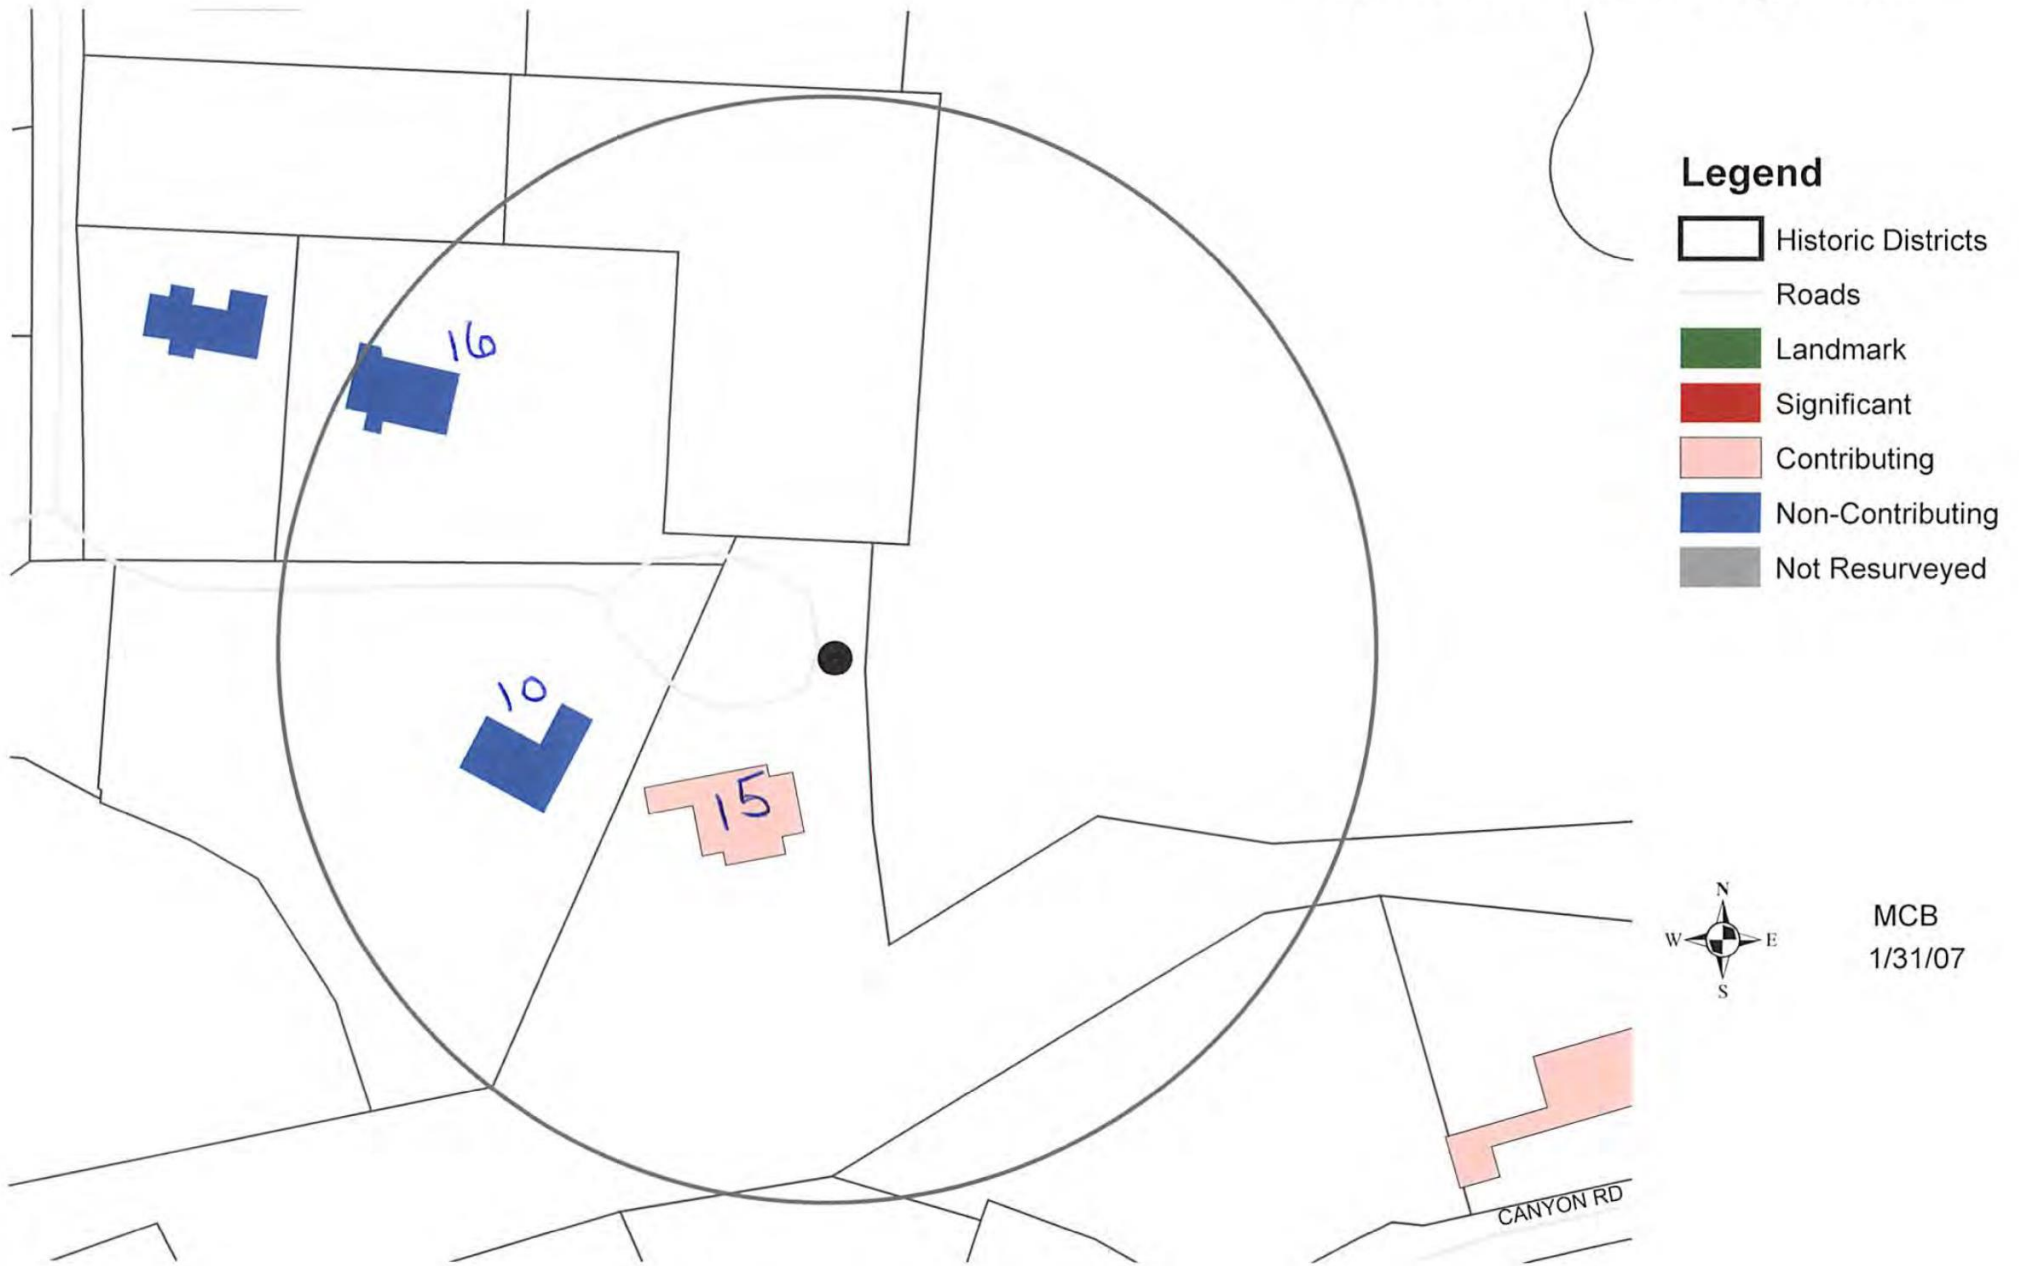 16
10
15
CANYON RD
Legend
Historic Districts
Roads
Landmark
Significant
Contributing
Non-Contributing
Not Resurveyed
N
W E
S
MCB
1/31/07